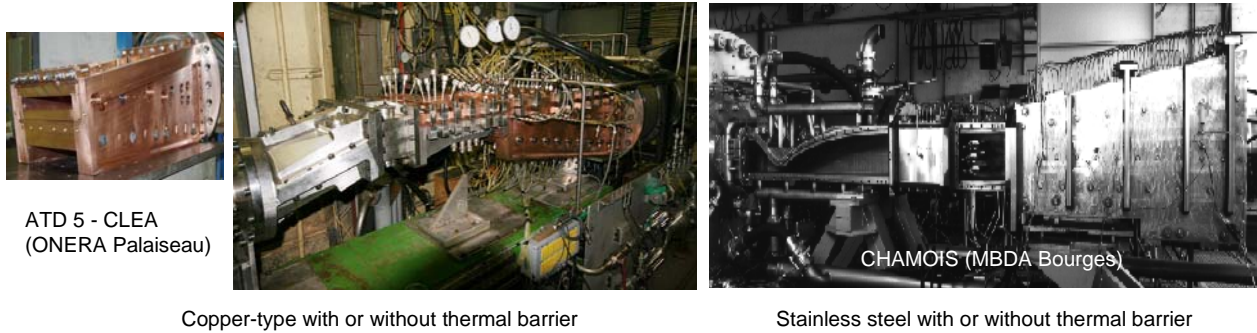 ATD 5 - CLEA
(ONERA Palaiseau)
CHAMOIS (MBDA Bourges)
Copper-type with or without thermal barrier
Stainless steel with or without thermal barrier